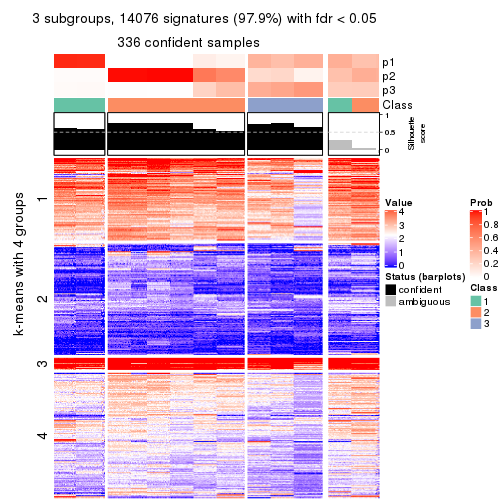 3 subgroups, 14076 signatures (97.9%) with fdr < 0.05
336 confident samples
p1
p2
p3
Class
1
0.5
0
Silhouette
score
k-means with 4 groups
1
2
3
4
Value
4
3
2
1
0
Status (barplots)
confident
ambiguous
Prob
1
0.8
0.6
0.4
0.2
0
Class
1
2
3